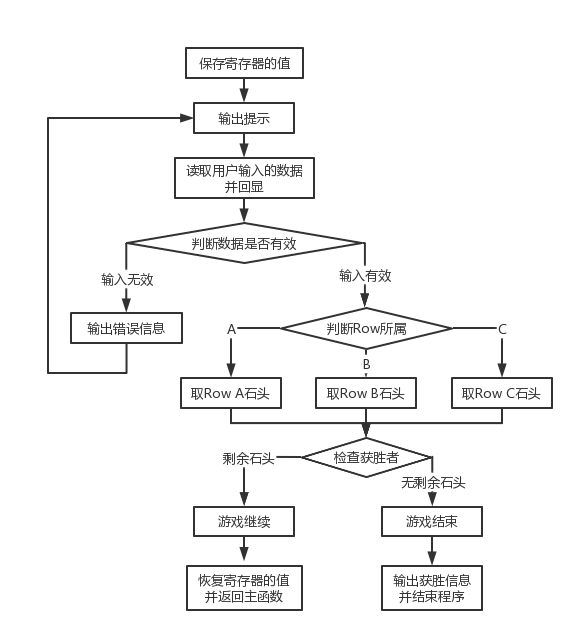 保存寄存器的值
输出提示
读取用户输入的数据
并回显
判断数据是否有效
输入无效
输入有效
输出错误信息
判断Row所属
A
B
C
取Row A石头
取Row B石头
取Row C石头
检查获胜者
剩余石头
无剩余石头
游戏继续
游戏结束
恢复寄存器的值
并返回主函数
输出获胜信息
并结束程序